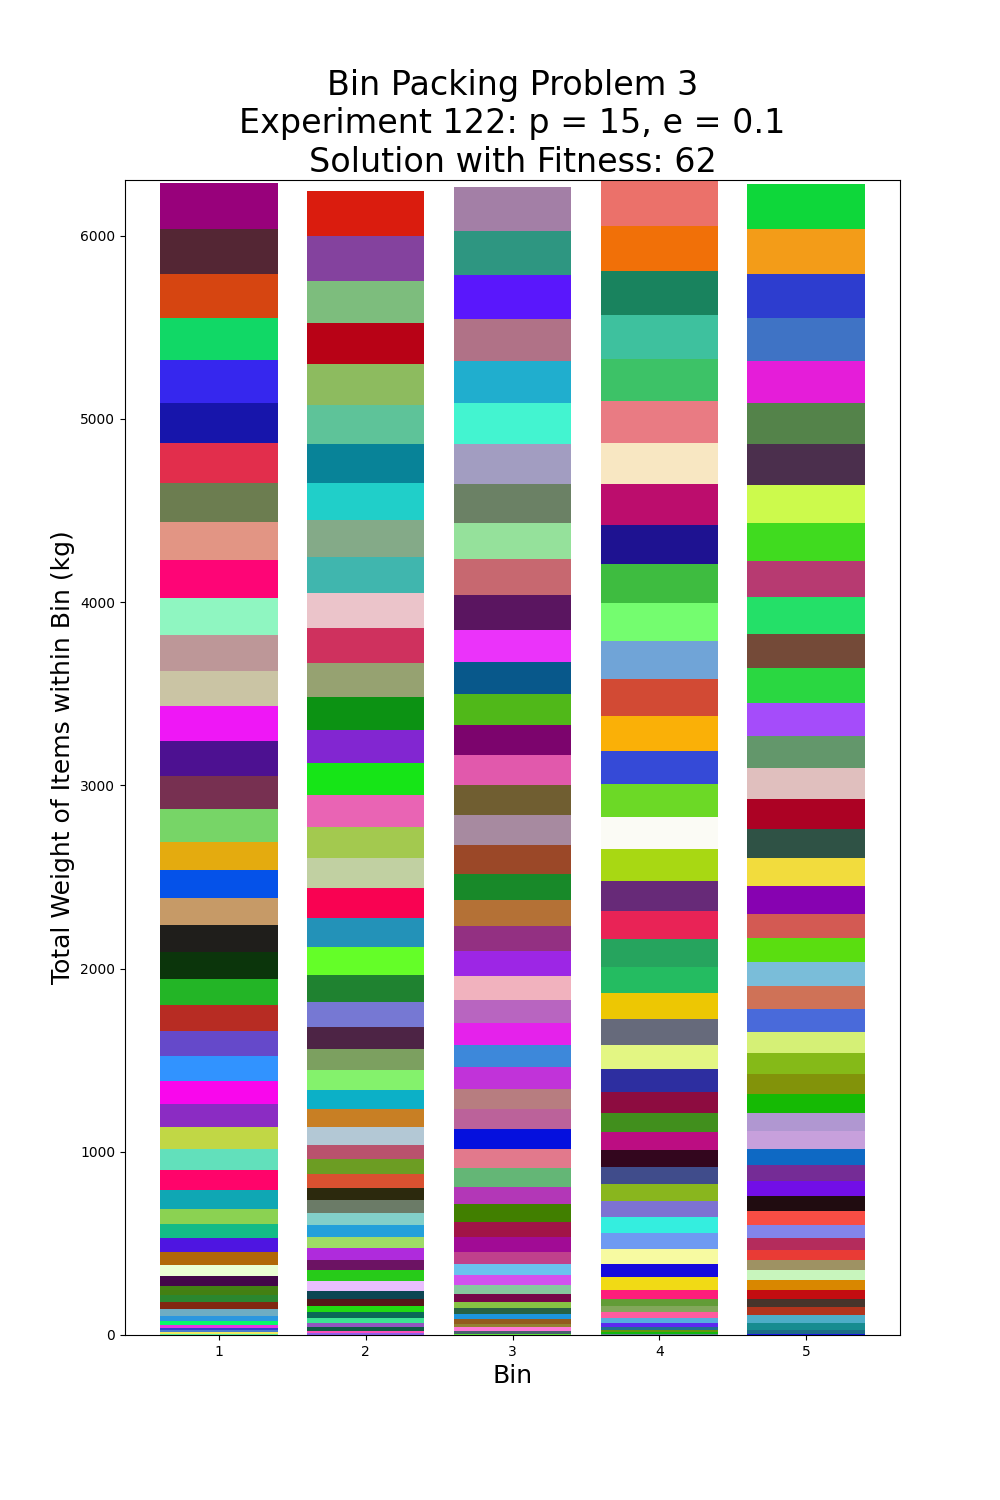 Bin Packing Problem 3
Experiment 122: p = 15, e = 0.1
Solution with Fitness: 62
Total Weight of Items within Bin (kg)
6000
5000
4000
3000
2000
1000
0
1 2 3 4 5
Bin